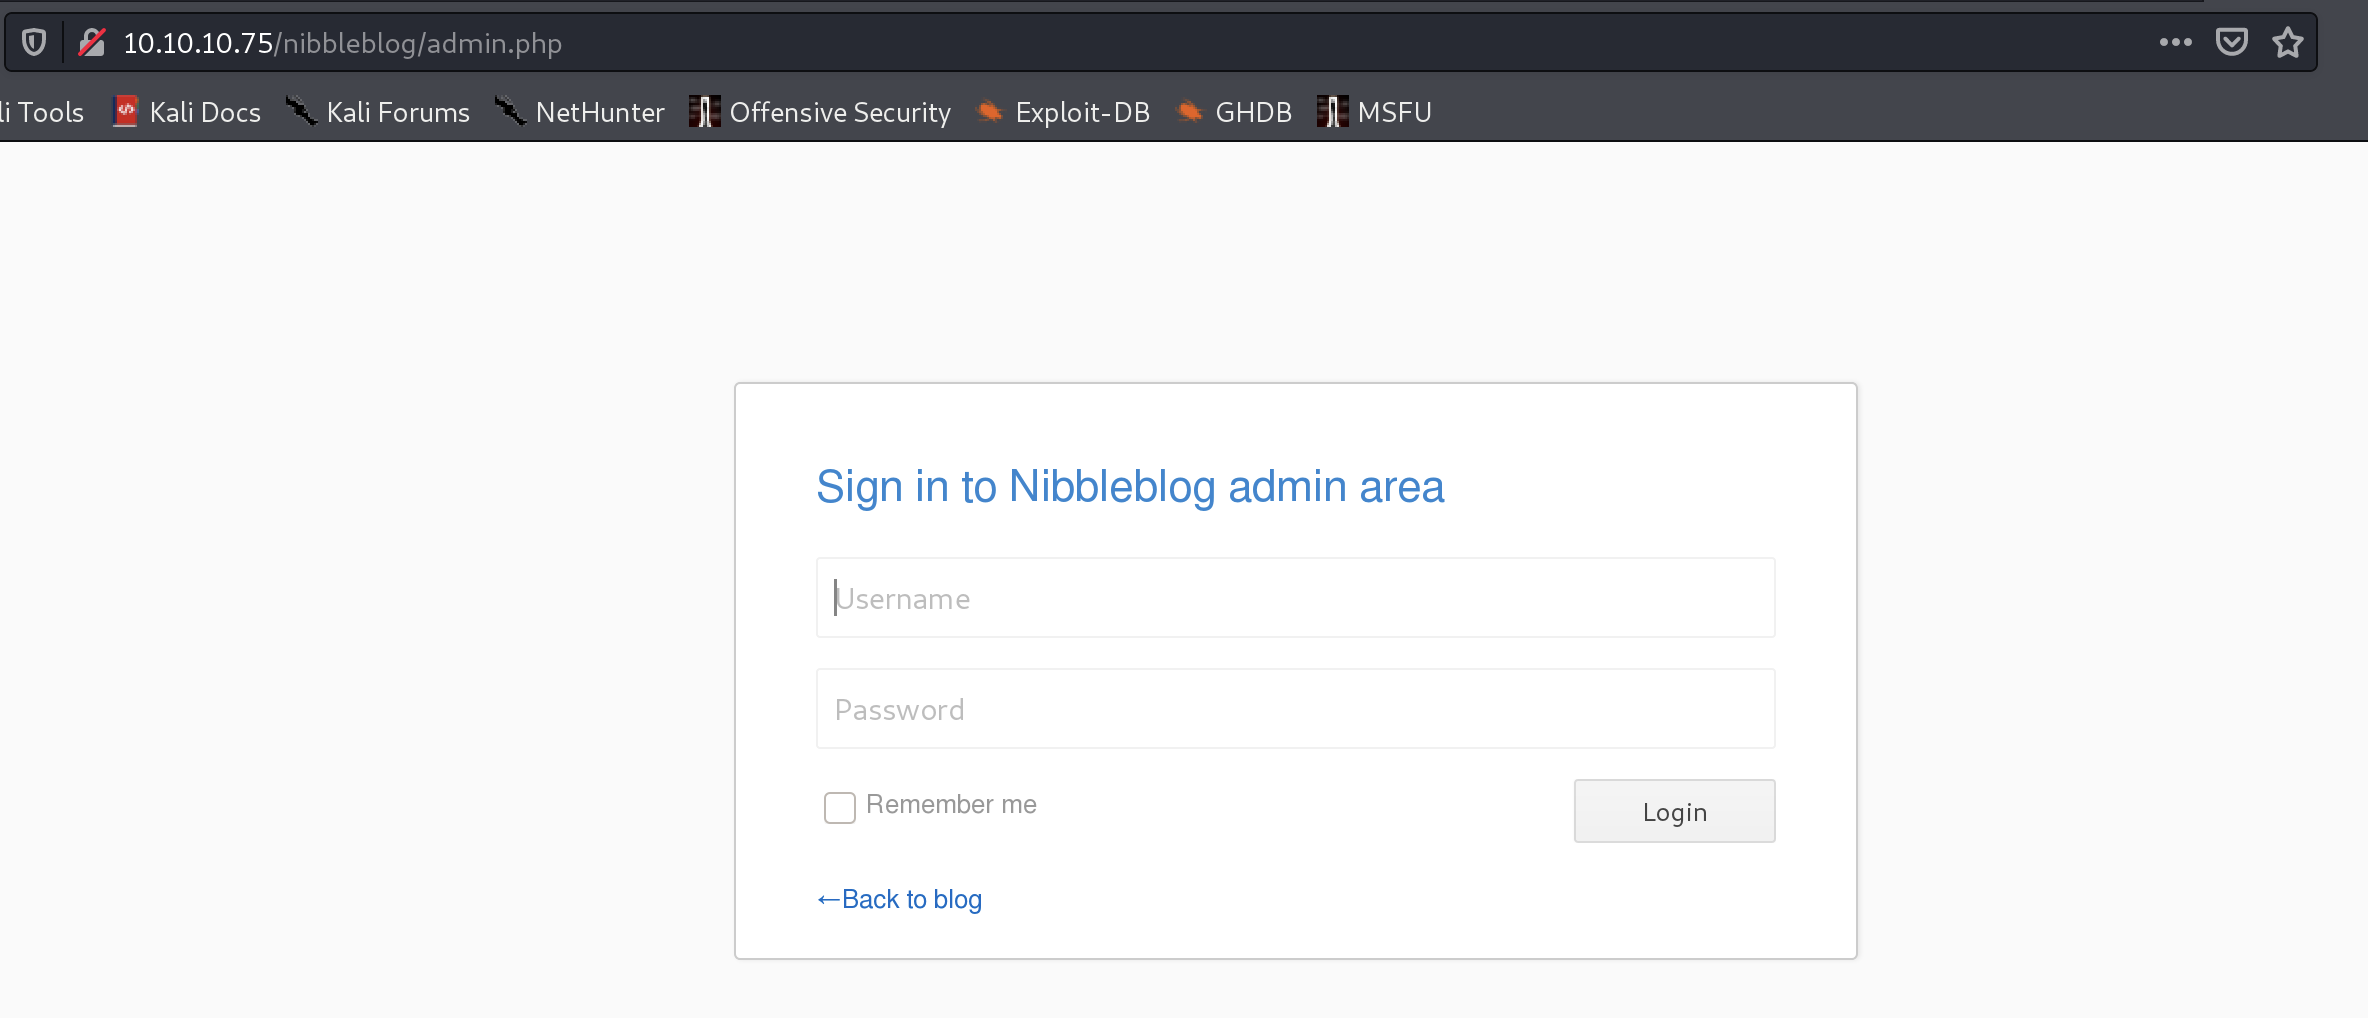 10.10.10.75/nibbleblog/admin.php
li Tools Kali Docs Kali Forums NetHunter Offensive Security Exploit-DB GHDB MSFU
Sign in to Nibbleblog admin area
Username
Password
Remember me
Login
←Back to blog